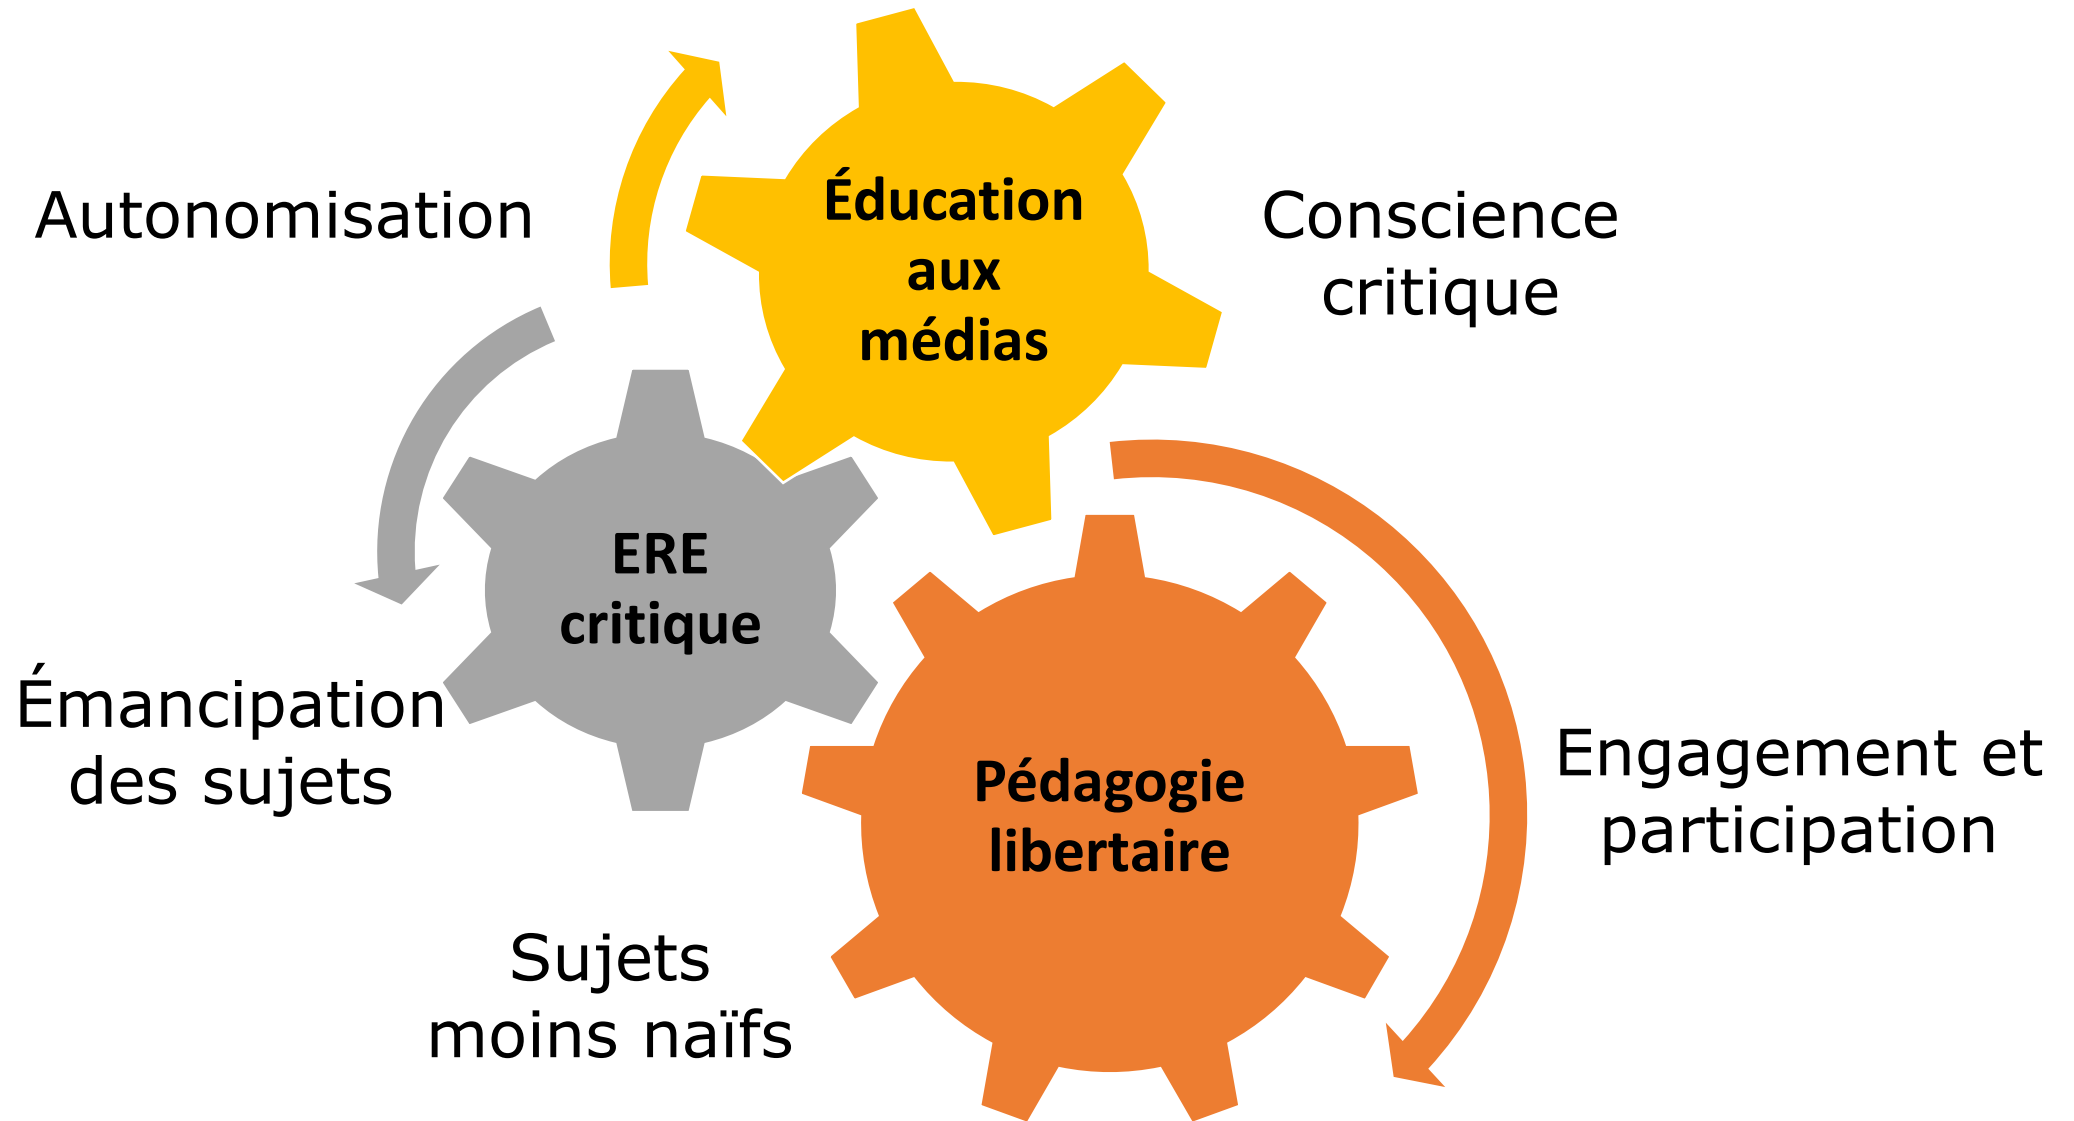 Autonomisation
Éducation
aux
médias
Conscience
critique
ERE
critique
Émancipation
des sujets
Pédagogie
libertaire
Engagement et
participation
Sujets
moins naïfs